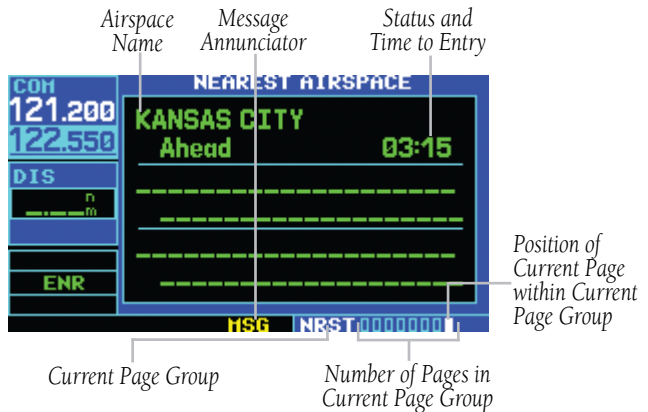 Airspace
Name
Message
Annunciator
Status and
Time to Entry
COM
121.200
122.550
NEAREST AIRSPACE
KANSAS CITY
Ahead 03:15
DIS
_ _._ _ n
m
_ _ _ _ _ _ _ _ _ _ _ _ _ _ _ _ _ _
_ _ _ _ _ _ _ _ _ _ _ _ _ _ _ _ _
_ _ _ _ _ _ _ _ _ _ _ _ _ _ _ _ _ _
_ _ _ _ _ _ _ _ _ _ _ _ _ _ _ _ _
ENR
MSG NRST
Position of
Current Page
within Current
Page Group
Current Page Group
Number of Pages in
Current Page Group